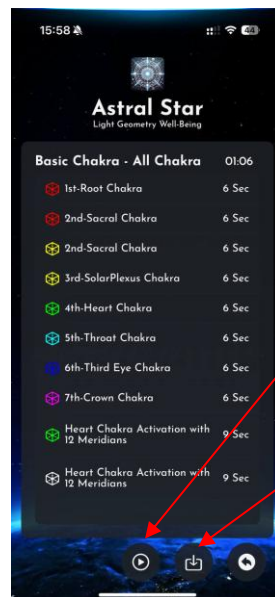 15:58
44
Astral Star
Light Geometry Well-Being
Basic Chakra - All Chakra 01:06
1st-Root Chakra 6 Sec
2nd-Sacral Chakra 6 Sec
2nd-Sacral Chakra 6 Sec
3rd-SolarPlexus Chakra 6 Sec
4th-Heart Chakra 6 Sec
5th-Throat Chakra 6 Sec
6th-Third Eye Chakra 6 Sec
7th-Crown Chakra 6 Sec
Heart Chakra Activation with 9 Sec
12 Meridians
Heart Chakra Activation with 9 Sec
12 Meridians